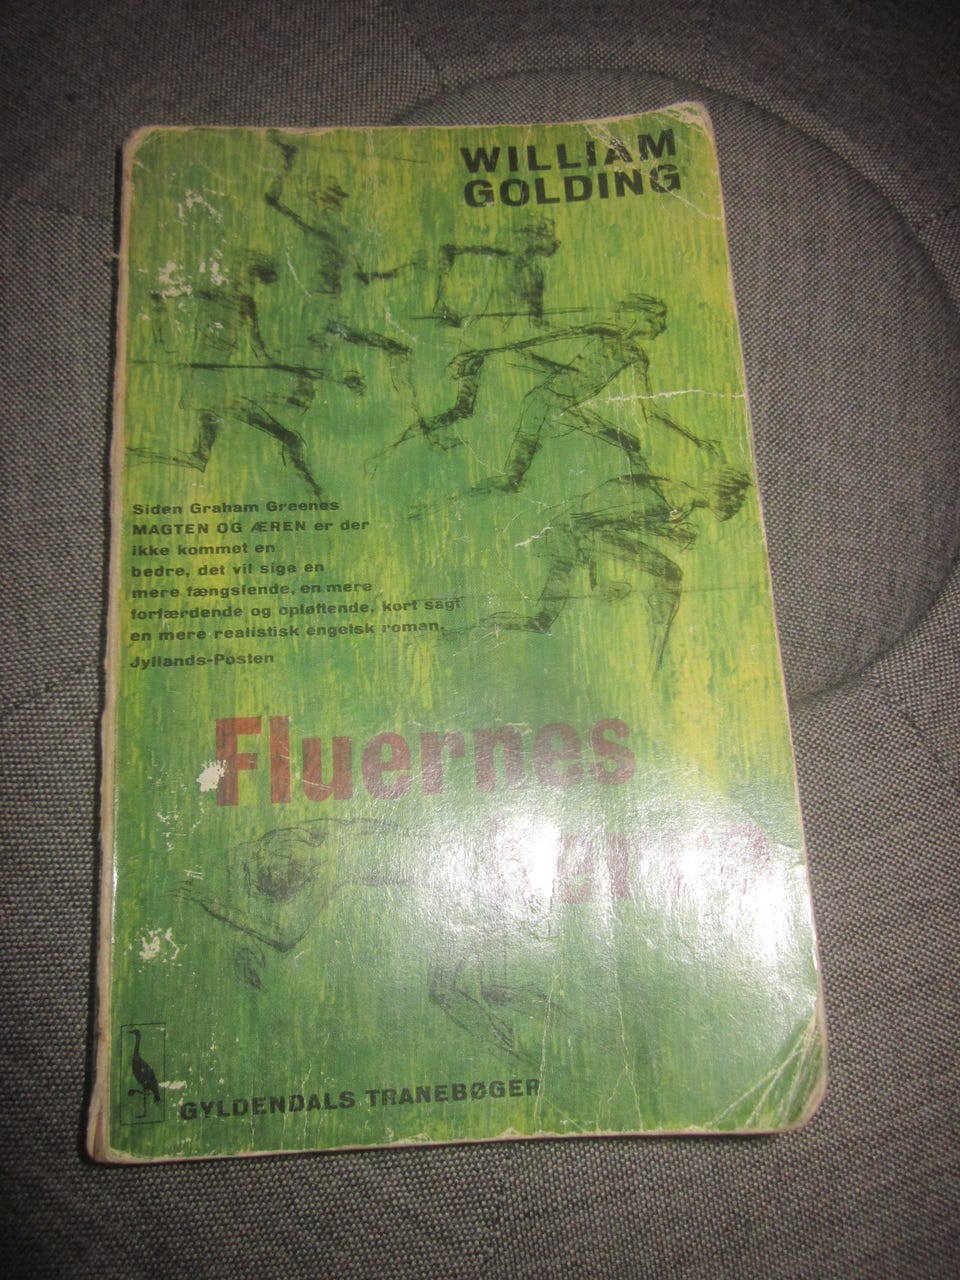 WILLIAM
GOLDING
Siden Graham Greenes
MAGTEN OG ÆREN er der
ikke kommet en
bedre, det vil sige en
mere fængslende, en mere
forfærdende og opløftende, kort sagt
en mere realistisk engelsk roman.
Jyllands-Posten
Fluernes
GYLDENDALS TRANEBØGER